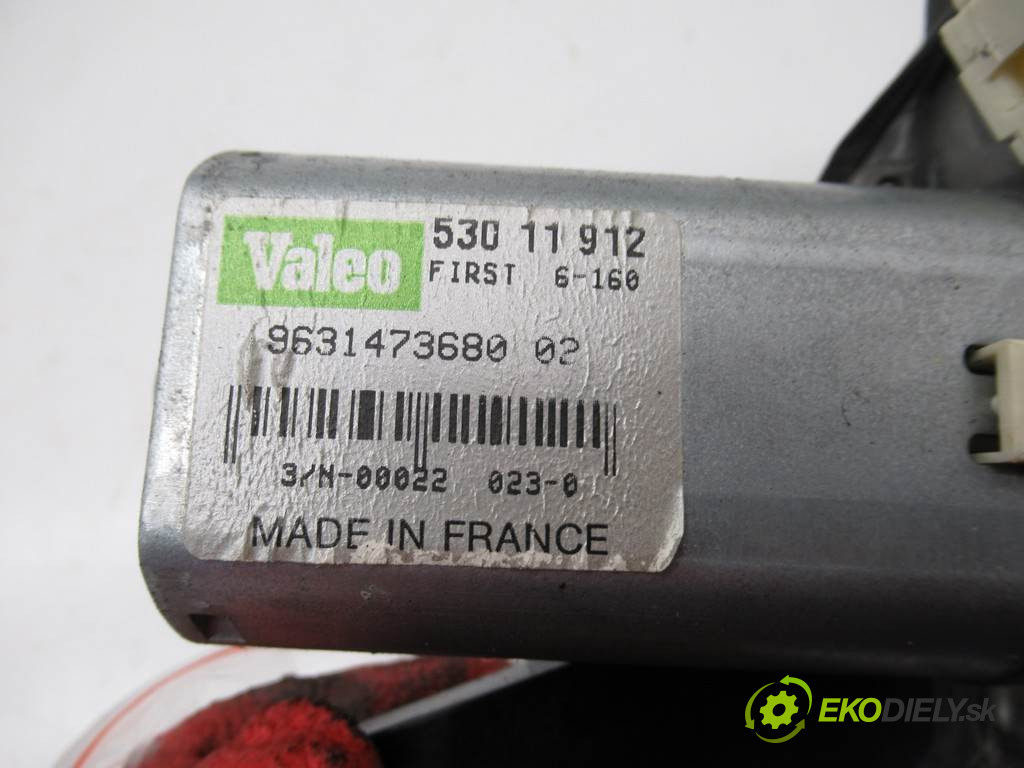 Valeo
530 11 912
FIRST 6-160
9631473680 02
3/N-00022 023-0
MADE IN FRANCE
EKODIELY.sk